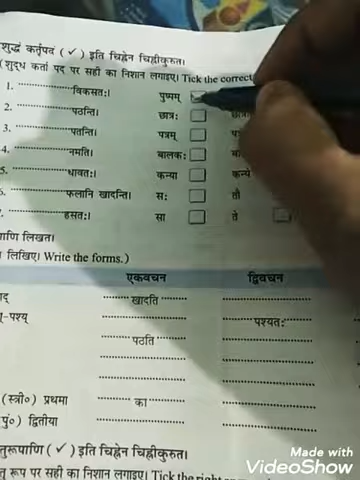 शुद्धं कर्तृपदं (✓) इति चिह्नेन चिह्नीकुरुत।
(शुद्ध कर्ता पद पर सही का निशान लगाइए। Tick the correct
1. विकसतः। पुष्पम्
2. पठन्ति। छात्रः
3. पतन्ति। पत्रम्
4. नमति। बालकः
5. धावतः। कन्या कन्ये
6. फलानि खादन्ति। सः तौ
हसतः। सा ते
लिखत।
लिखिए। Write the forms.)
एकवचन द्विवचन
खादति
-पश्य् पश्यतः
पठति
(स्त्री०) प्रथमा का
(पुं०) द्वितीया
(✓) इति चिह्नेन चिह्नीकुरुत।
रूप पर सही का निशान लगाइए। Tick the right
Made with
VideoShow